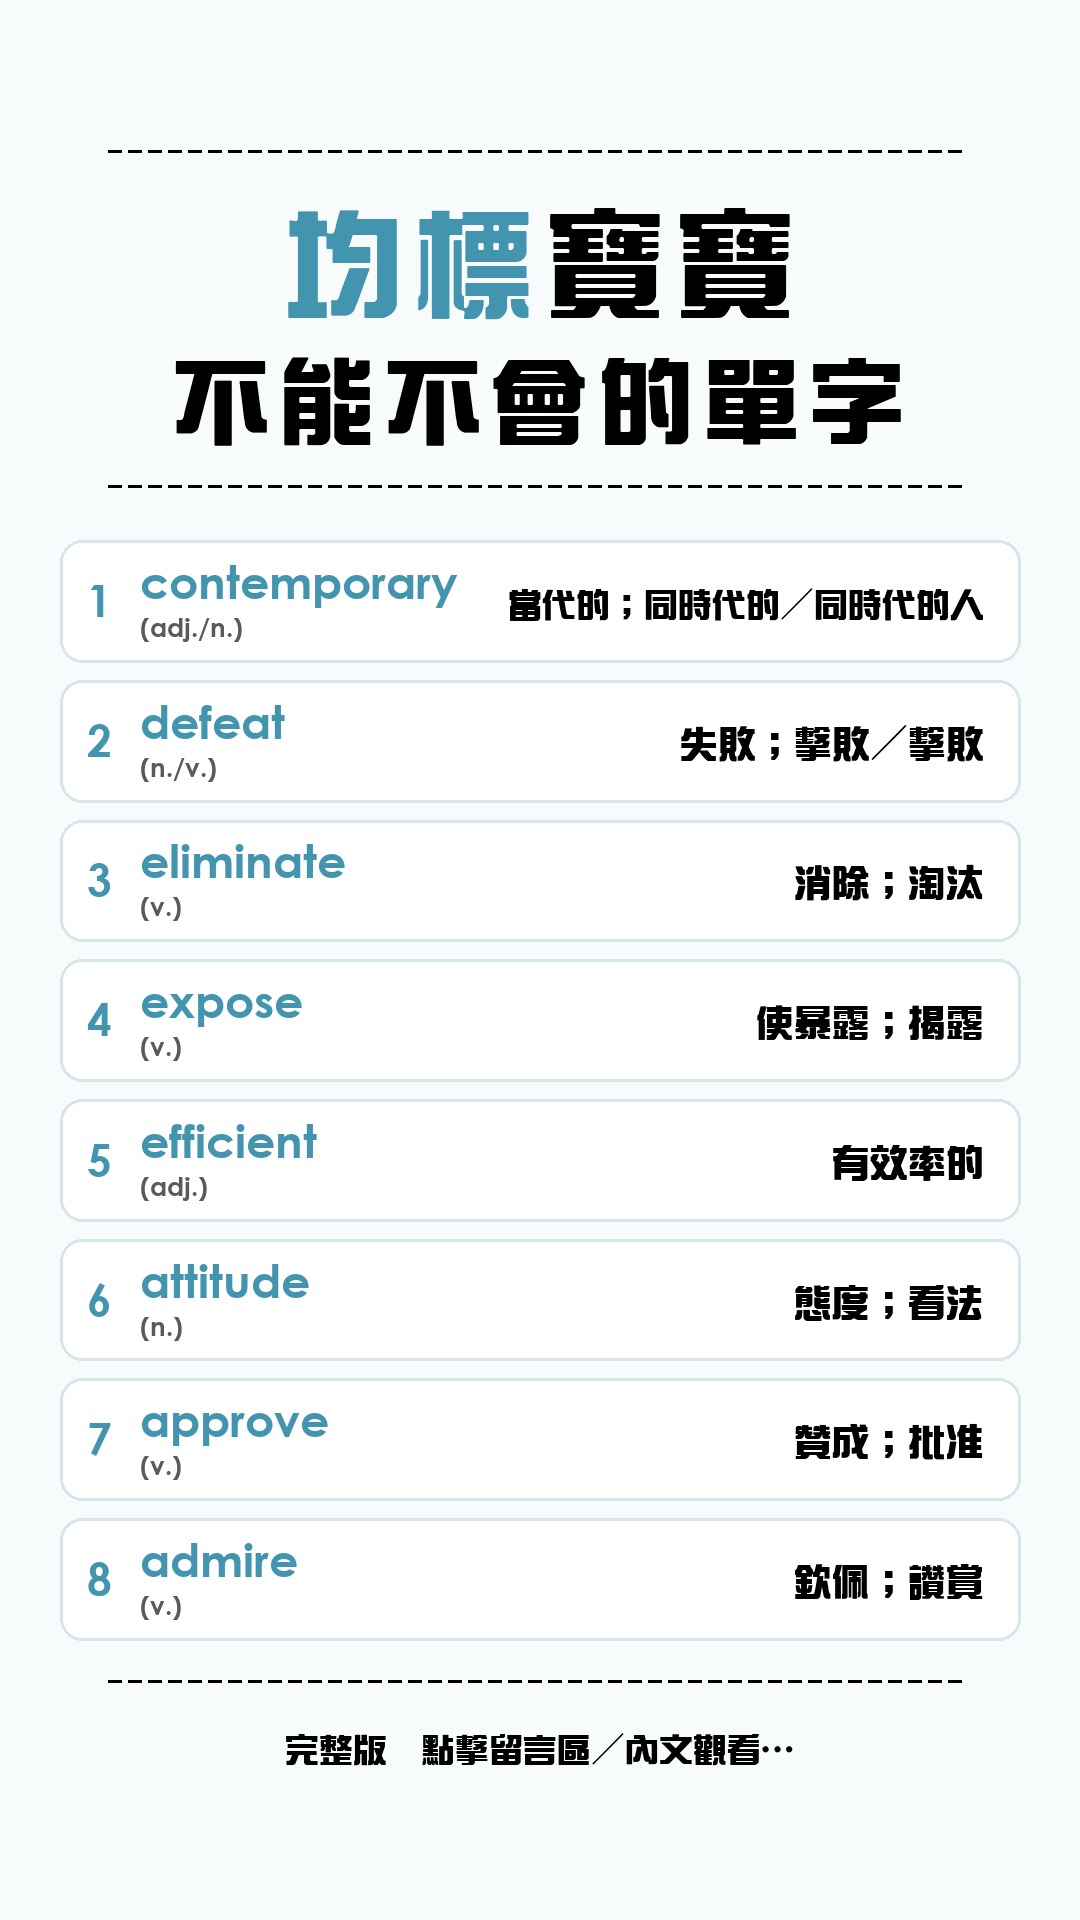 均標寶寶
不能不會的單字
1 contemporary 當代的；同時代的／同時代的人
(adj./n.)
2 defeat 失敗；擊敗／擊敗
(n./v.)
3 eliminate 消除；淘汰
(v.)
4 expose 使暴露；揭露
(v.)
5 efficient 有效率的
(adj.)
6 attitude 態度；看法
(n.)
7 approve 贊成；批准
(v.)
8 admire 欽佩；讚賞
(v.)
完整版　點擊留言區／內文觀看…